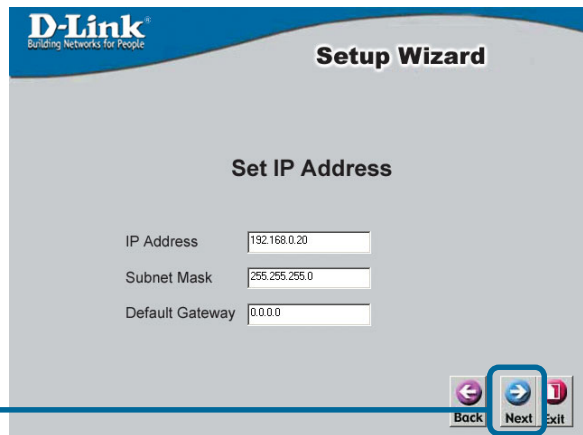 D-Link®
Building Networks for People
Setup Wizard
Set IP Address
IP Address 192.168.0.20
Subnet Mask 255.255.255.0
Default Gateway 0.0.0.0
Back Next Exit